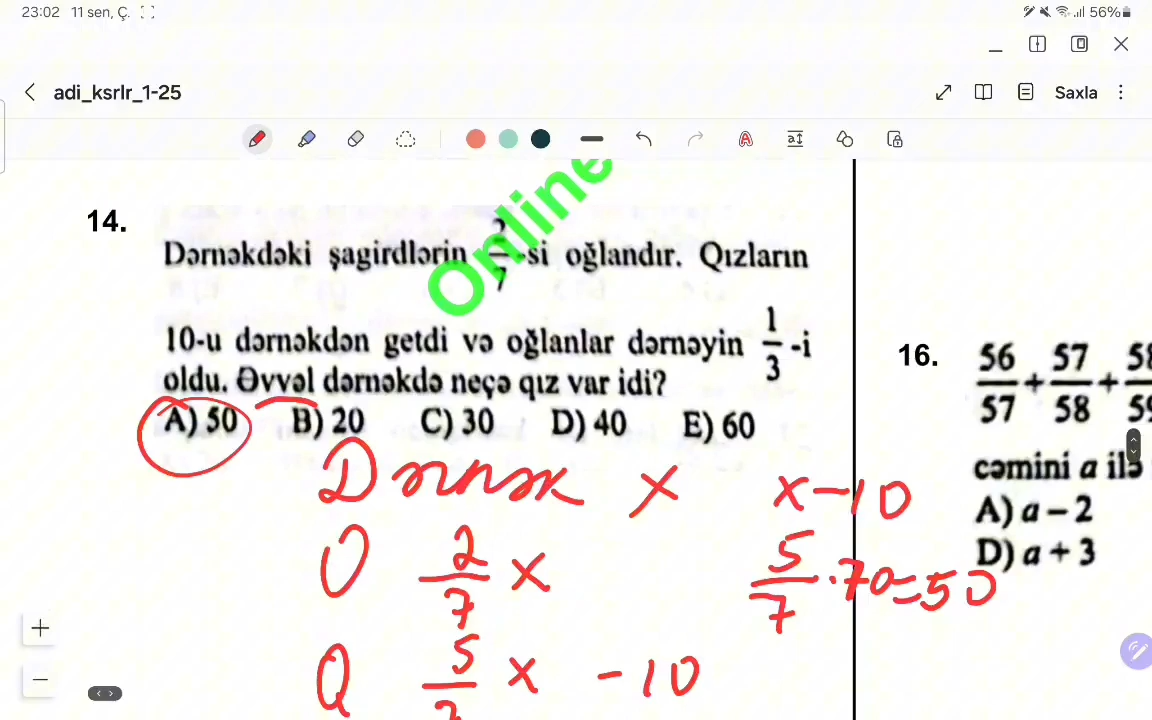 23:02 11 sen, Ç. 56%
adi_ksrlr_1-25
Saxla
Online
14.
Dərnəkdəki şagirdlərin 2/7-si oğlandır. Qızların
10-u dərnəkdən getdi və oğlanlar dərnəyin 1/3-i
oldu. Əvvəl dərnəkdə neçə qız var idi?
A) 50 B) 20 C) 30 D) 40 E) 60
Dərnək x x-10
O 2/7 x 5/7 · 70 = 50
Q 5/7 x -10
16.
56/57 + 57/58 + 58/59
cəmini a ilə
A) a – 2
D) a + 3